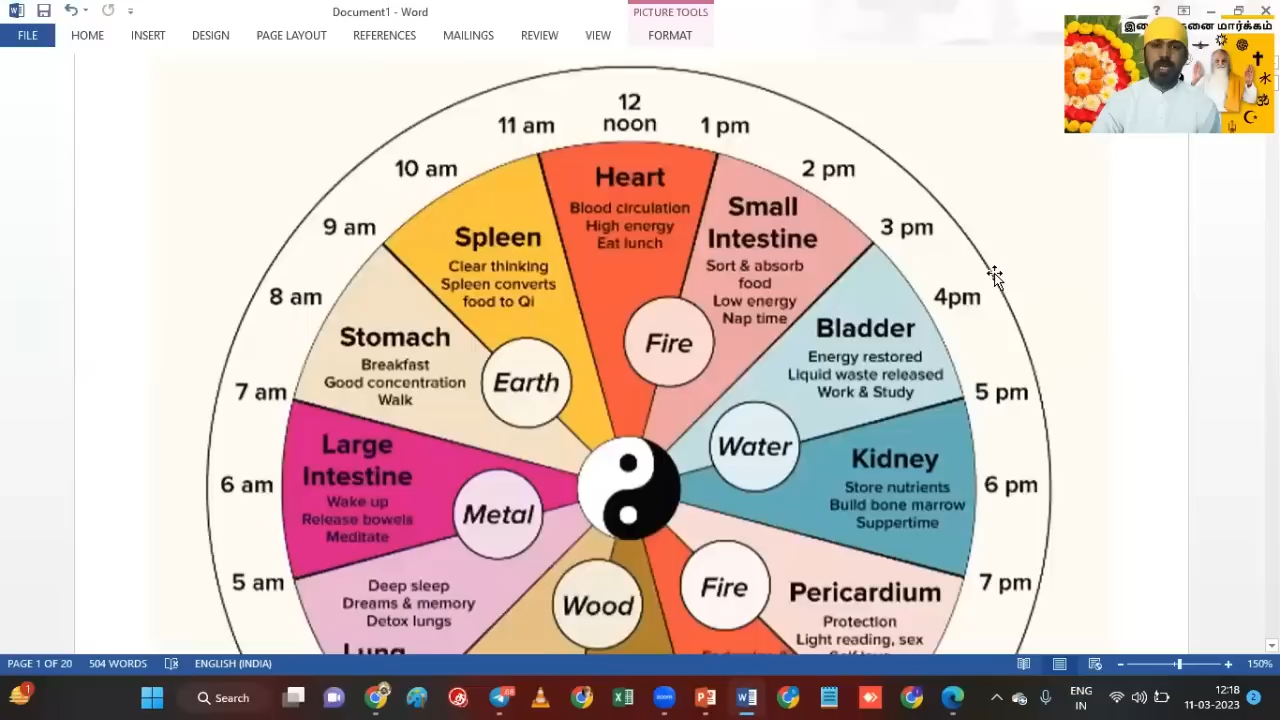 Document1 - Word
PICTURE TOOLS
FILE
HOME
INSERT
DESIGN
PAGE LAYOUT
REFERENCES
MAILINGS
REVIEW
VIEW
FORMAT
மார்க்கம்
12
noon
11 am
1 pm
10 am
2 pm
9 am
3 pm
8 am
4pm
7 am
5 pm
6 am
6 pm
5 am
7 pm
Heart
Blood circulation
High energy
Eat lunch
Small
Intestine
Sort & absorb
food
Low energy
Nap time
Fire
Spleen
Clear thinking
Spleen converts
food to Qi
Earth
Stomach
Breakfast
Good concentration
Walk
Bladder
Energy restored
Liquid waste released
Work & Study
Water
Kidney
Store nutrients
Build bone marrow
Suppertime
Large
Intestine
Wake up
Release bowels
Meditate
Metal
Deep sleep
Dreams & memory
Detox lungs
Lung
Wood
Fire
Pericardium
Protection
Light reading, sex
PAGE 1 OF 20
504 WORDS
ENGLISH (INDIA)
150%
Search
zoom
ENG
IN
12:18
11-03-2023
2